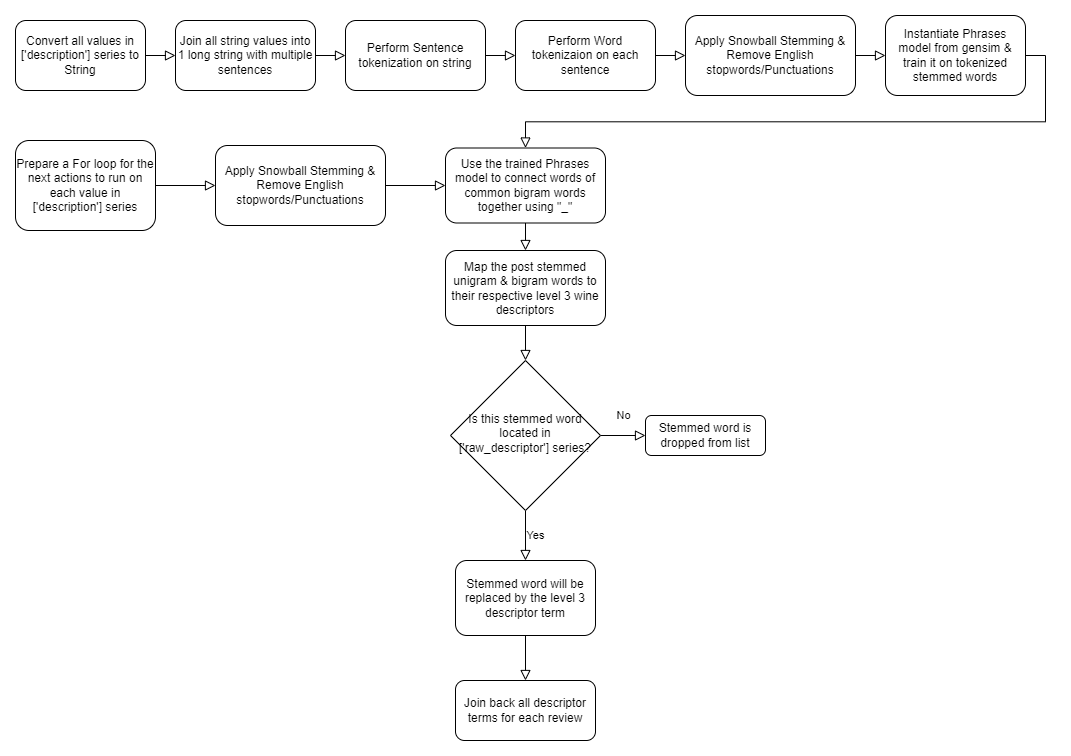 Convert all values in
['description'] series to
String
Join all string values into
1 long string with multiple
sentences
Perform Sentence
tokenization on string
Perform Word
tokenizaion on each
sentence
Apply Snowball Stemming &
Remove English
stopwords/Punctuations
Instantiate Phrases
model from gensim &
train it on tokenized
stemmed words
Prepare a For loop for the
next actions to run on
each value in
['description'] series
Apply Snowball Stemming &
Remove English
stopwords/Punctuations
Use the trained Phrases
model to connect words of
common bigram words
together using "_"
Map the post stemmed
unigram & bigram words to
their respective level 3 wine
descriptors
Is this stemmed word
located in
['raw_descriptor'] series?
No
Stemmed word is
dropped from list
Yes
Stemmed word will be
replaced by the level 3
descriptor term
Join back all descriptor
terms for each review